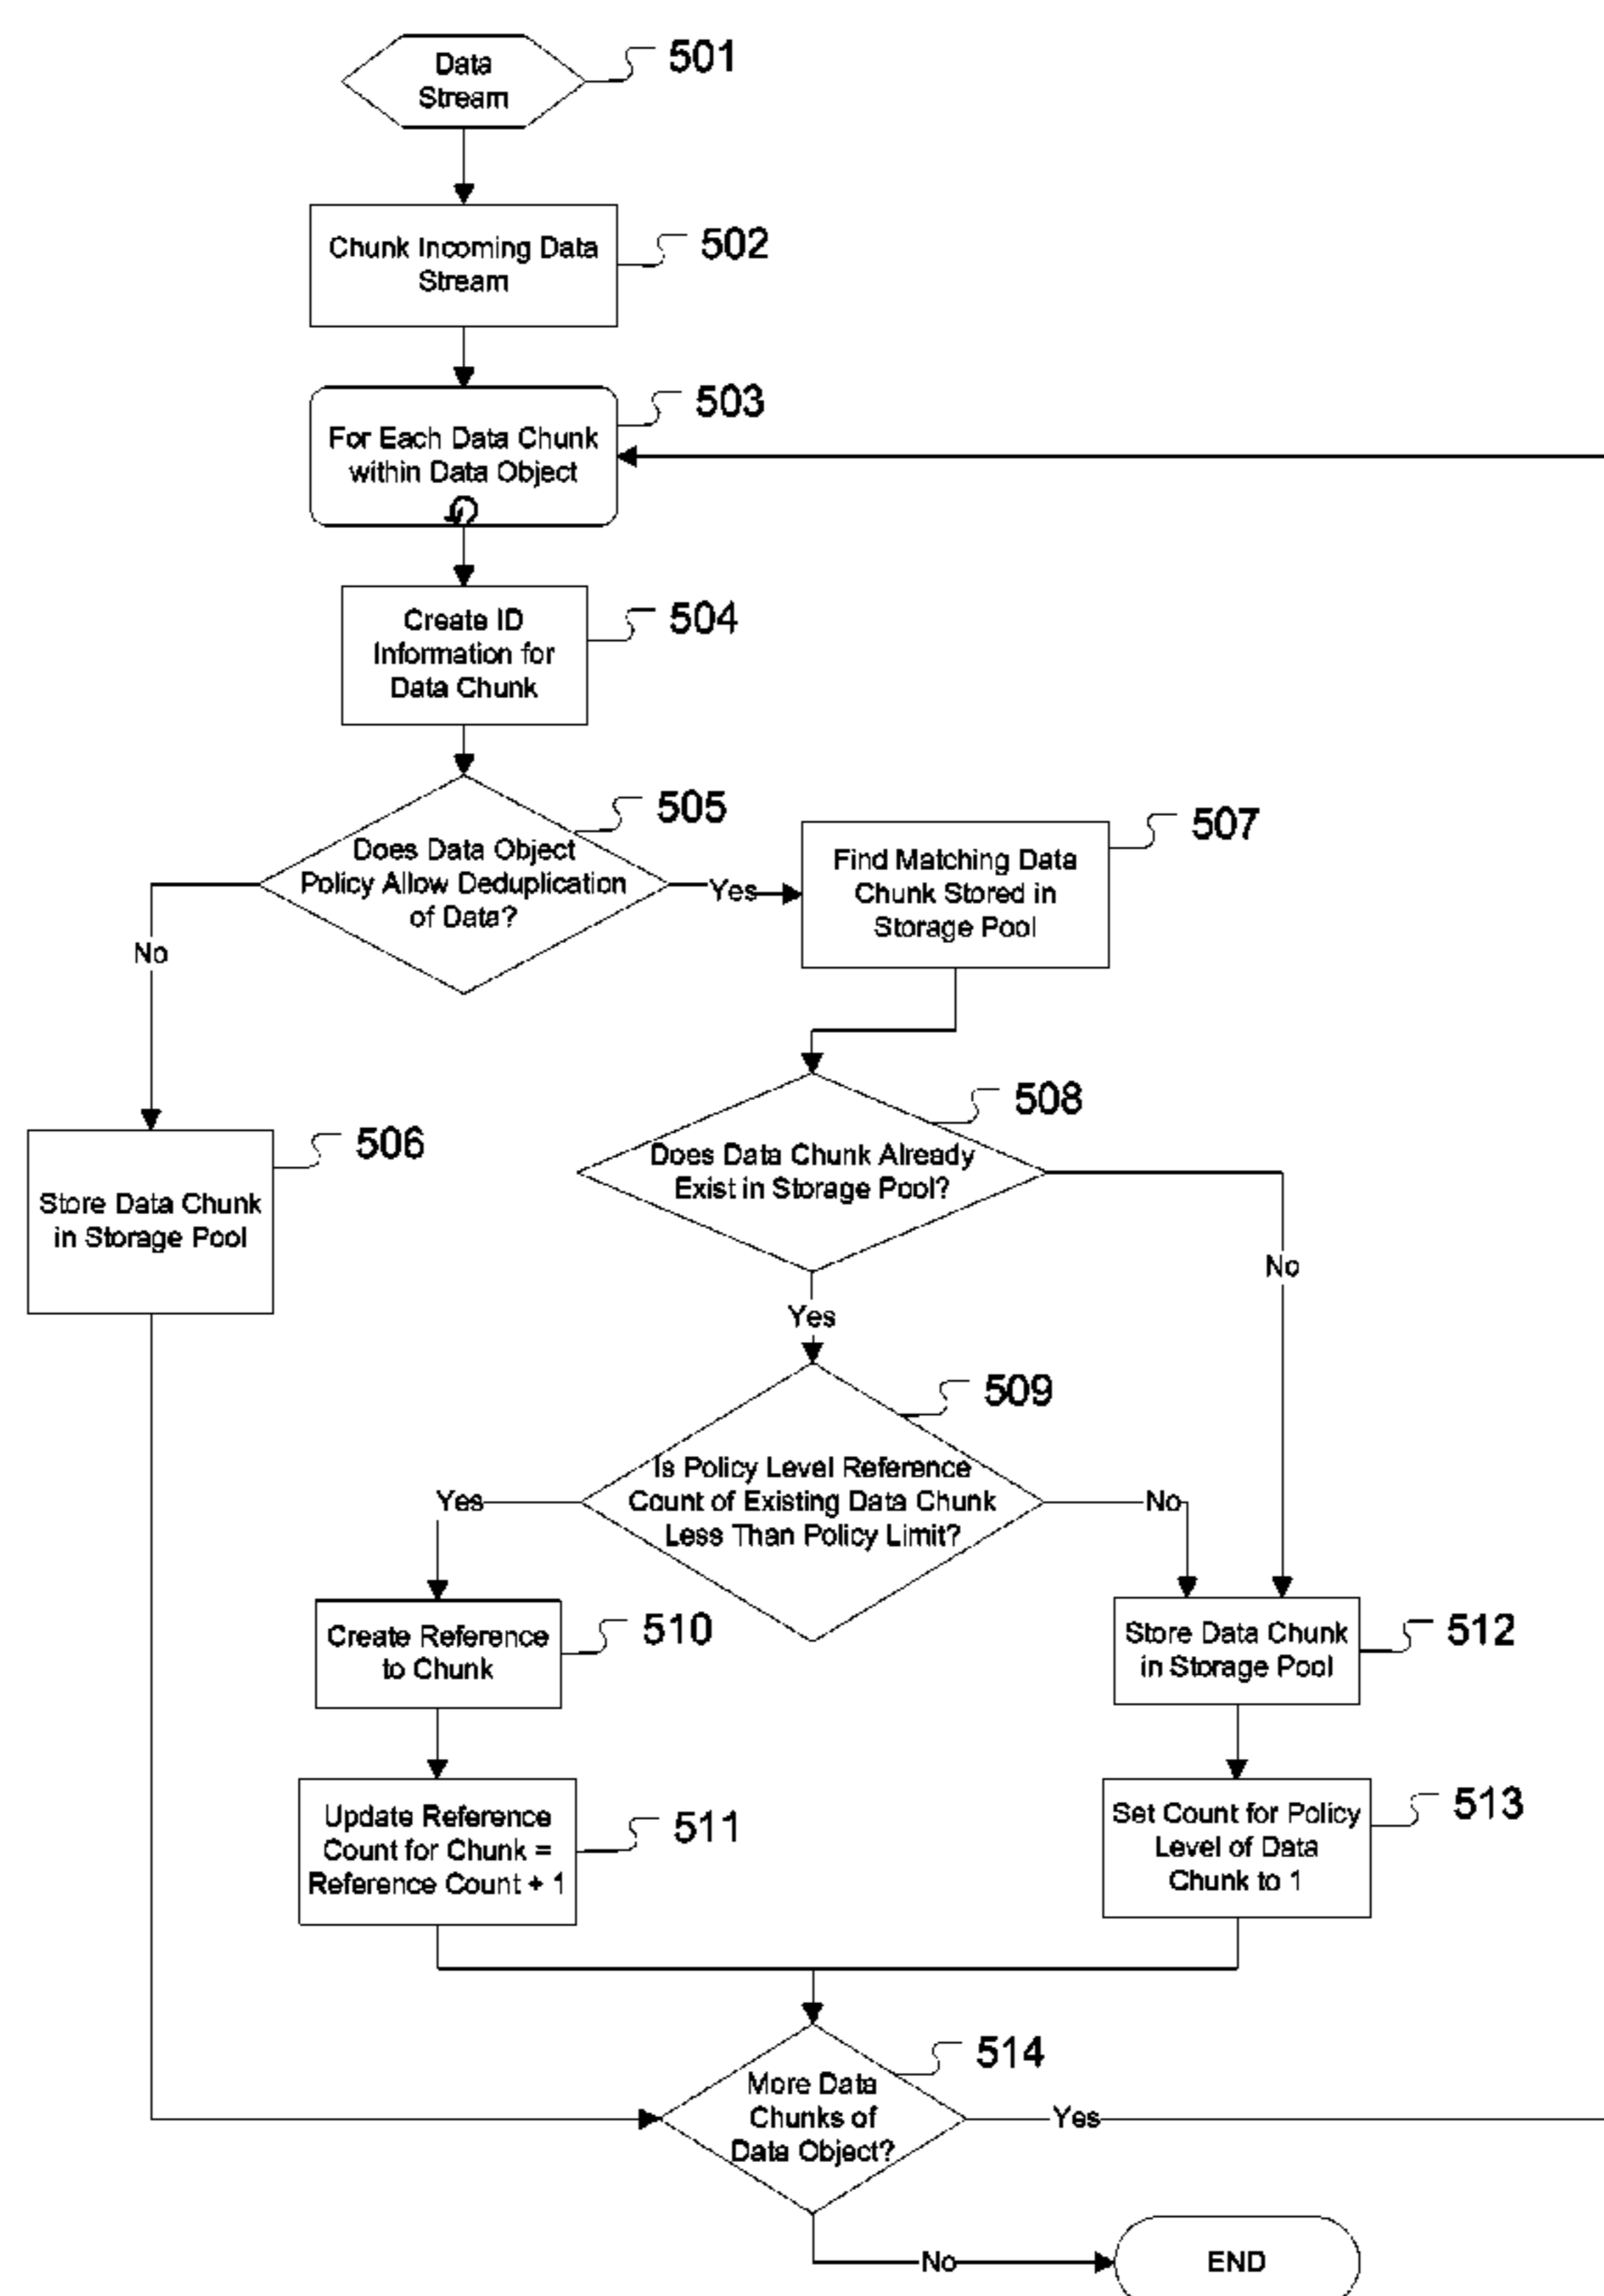 Data
Stream
501
Chunk Incoming Data
Stream
502
For Each Data Chunk
within Data Object
503
Create ID
Information for
Data Chunk
504
Does Data Object
Policy Allow Deduplication
of Data?
505
Yes
No
Find Matching Data
Chunk Stored in
Storage Pool
507
Store Data Chunk
in Storage Pool
506
Does Data Chunk Already
Exist in Storage Pool?
508
No
Yes
Is Policy Level Reference
Count of Existing Data Chunk
Less Than Policy Limit?
509
Yes
No
Create Reference
to Chunk
510
Store Data Chunk
in Storage Pool
512
Update Reference
Count for Chunk =
Reference Count + 1
511
Set Count for Policy
Level of Data
Chunk to 1
513
More Data
Chunks of
Data Object?
514
Yes
No
END